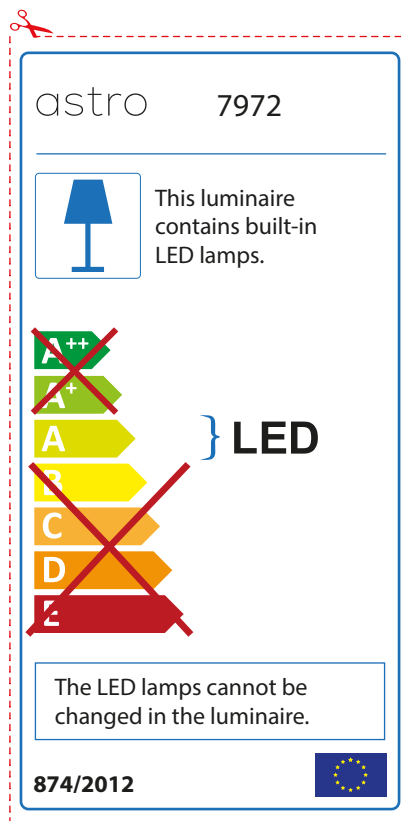 astro 7972
This luminaire
contains built-in
LED lamps.
A++
A+
A
LED
B
C
D
E
The LED lamps cannot be
changed in the luminaire.
874/2012